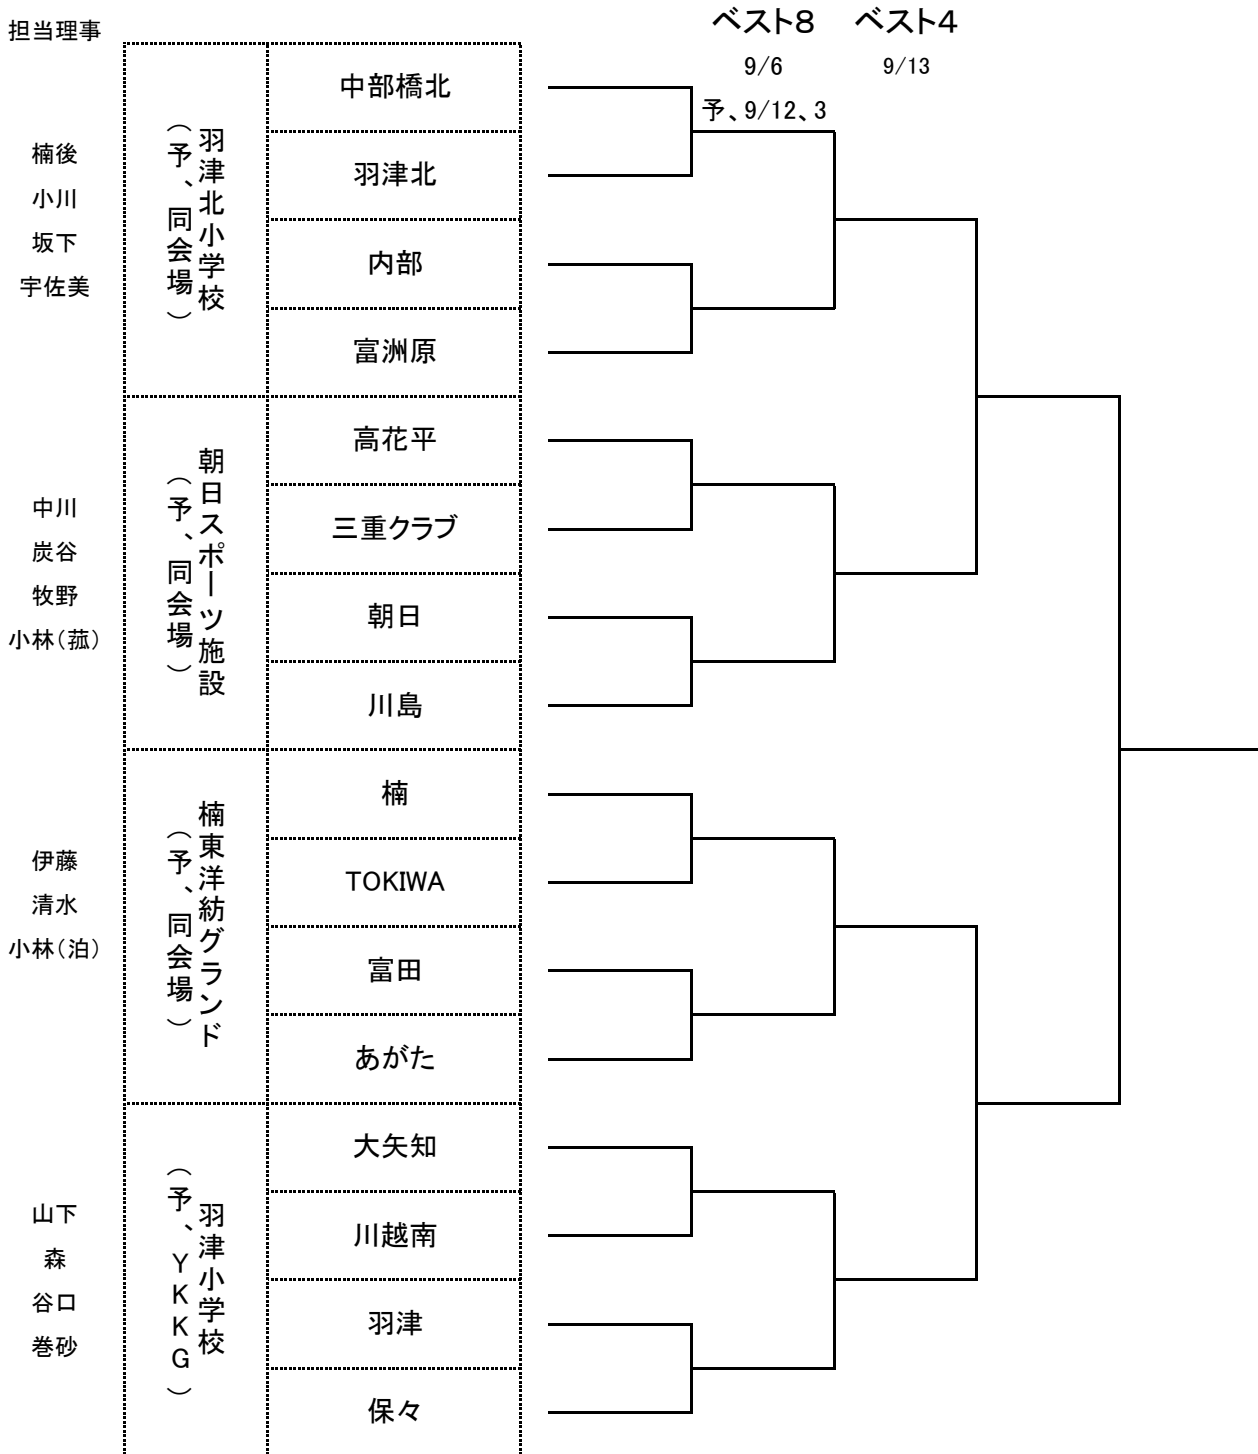 担当理事
ベスト8 ベスト4
9/6 9/13
予、9/12、3
楠後
小川
坂下
宇佐美
羽津北小学校
（予、同会場）
中部橋北
羽津北
内部
富洲原
中川
炭谷
牧野
小林（菰）
朝日スポーツ施設
（予、同会場）
高花平
三重クラブ
朝日
川島
伊藤
清水
小林（泊）
楠東洋紡グランド
（予、同会場）
楠
TOKIWA
富田
あがた
山下
森
谷口
巻砂
羽津小学校
（予、YKKG）
大矢知
川越南
羽津
保々